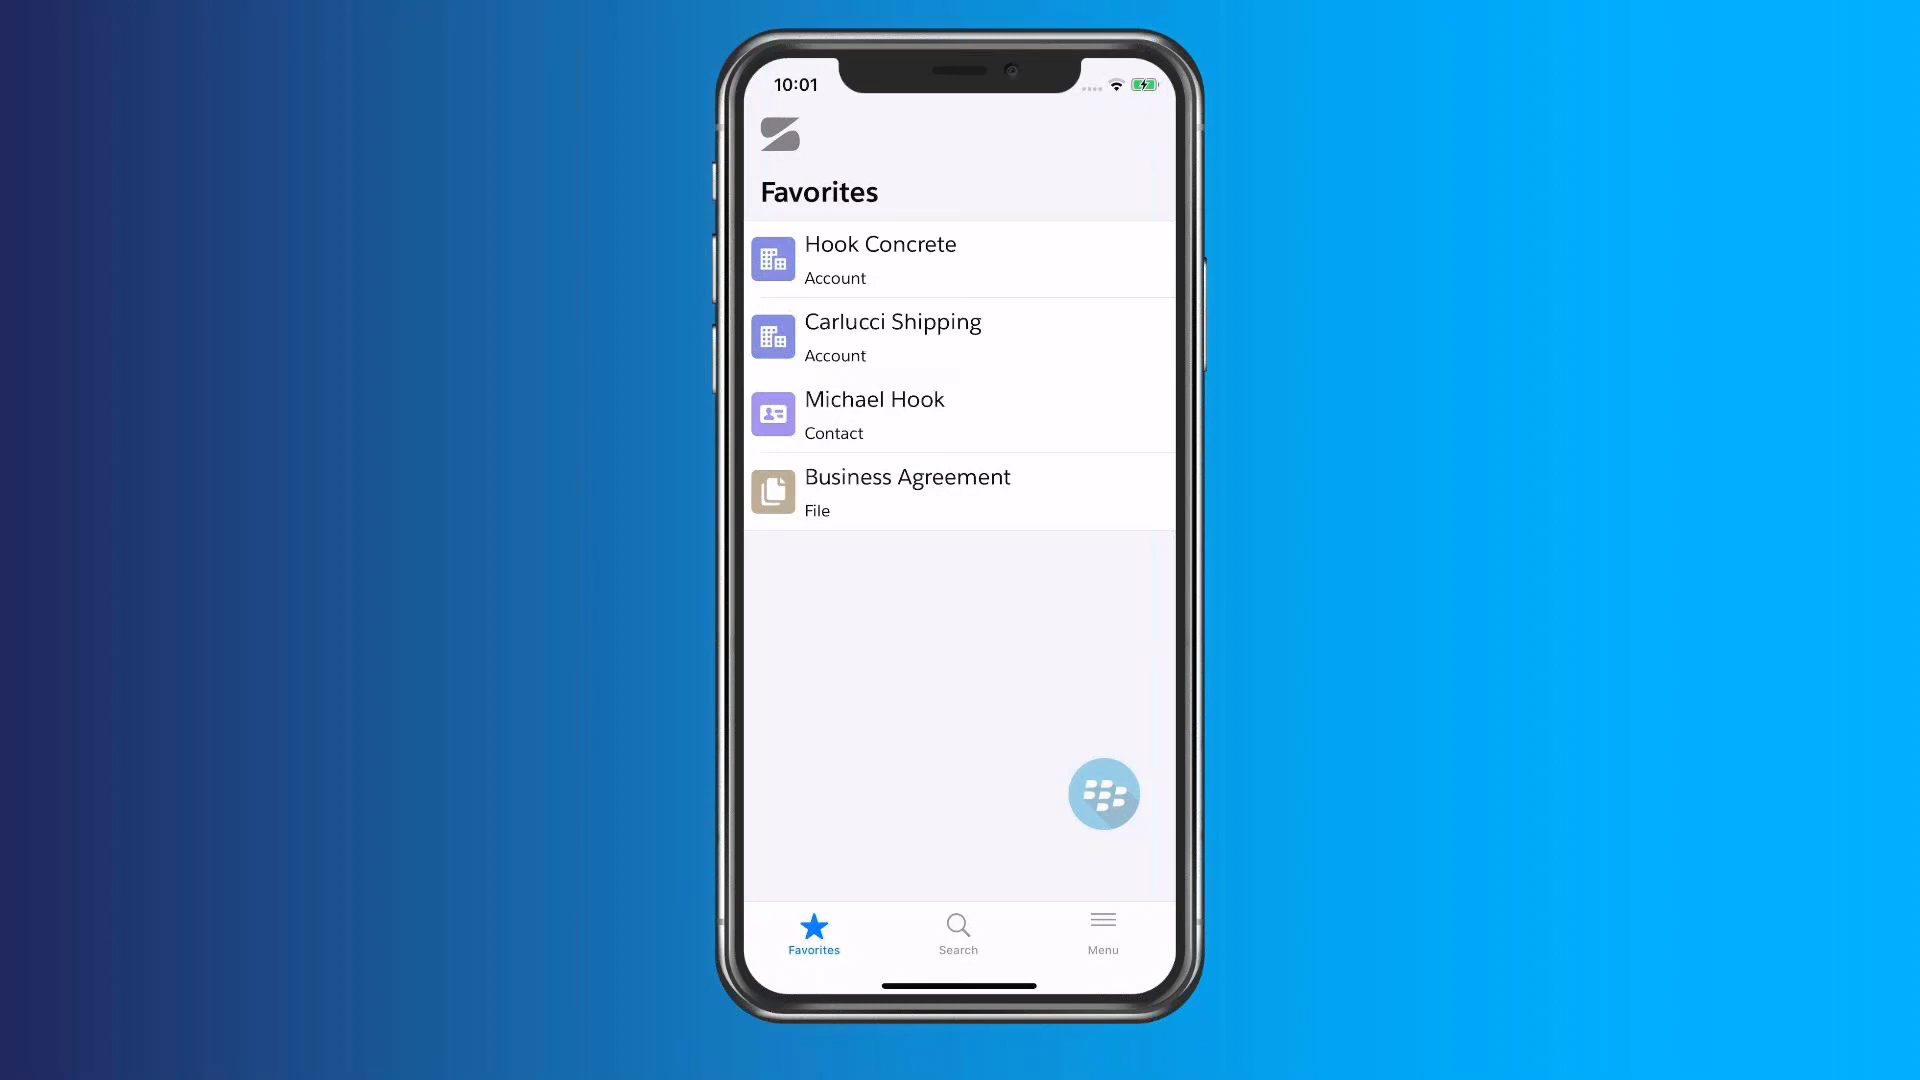 10:01
Favorites
Hook Concrete
Account
Carlucci Shipping
Account
Michael Hook
Contact
Business Agreement
File
Favorites
Search
Menu